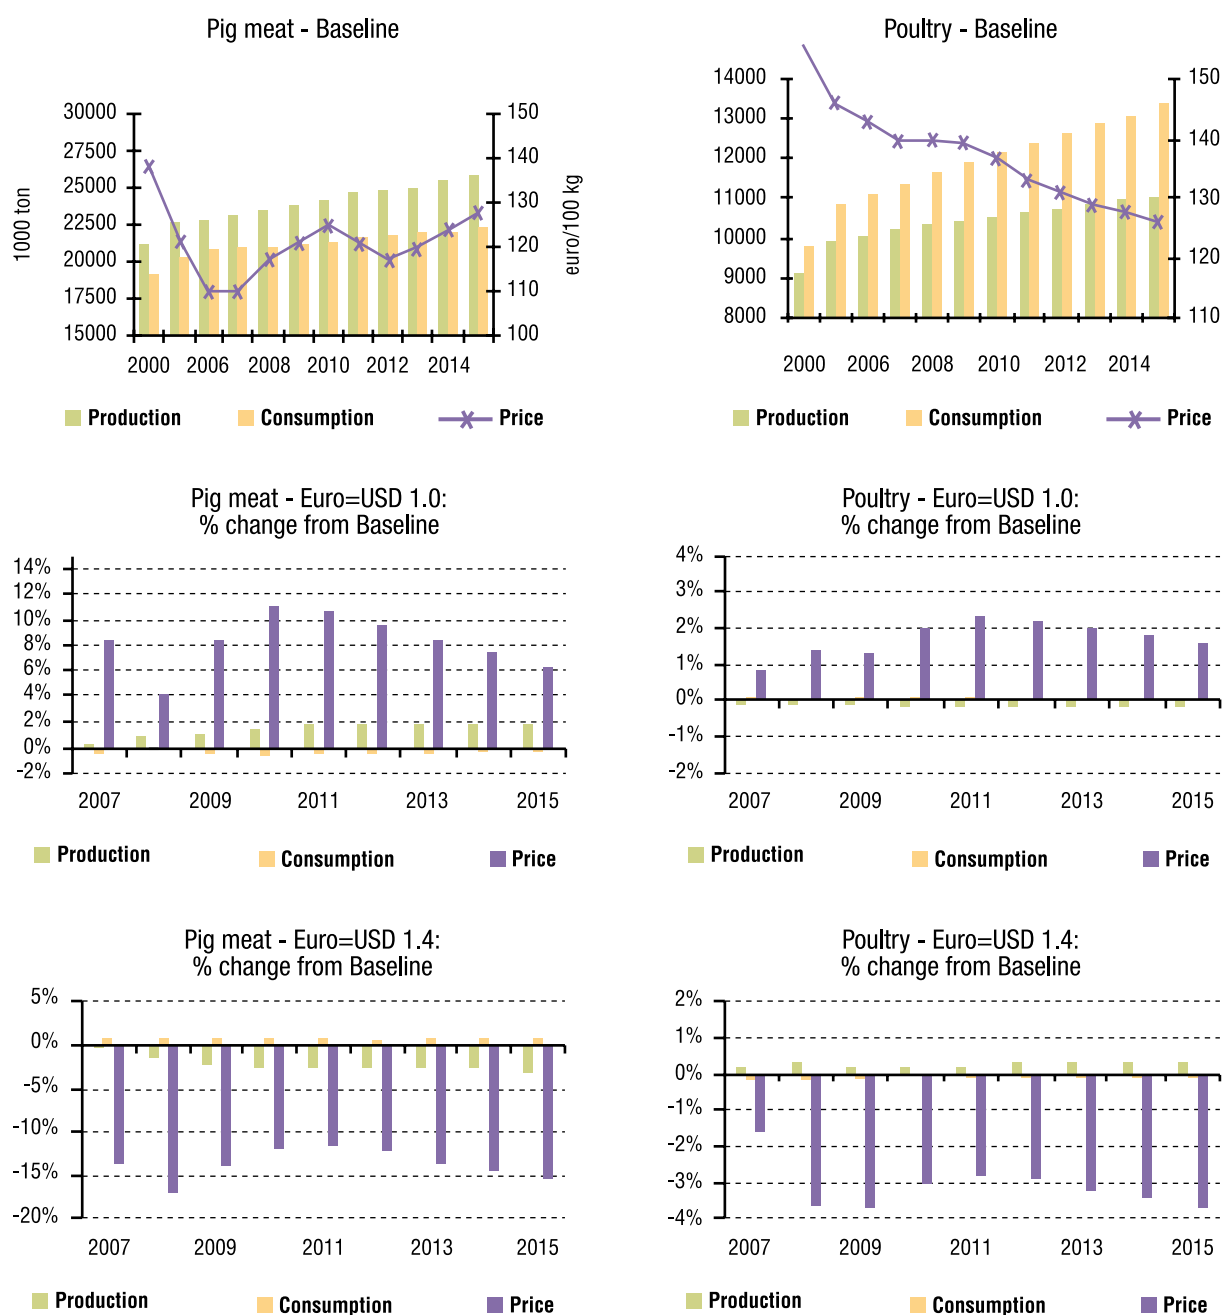 Pig meat - Baseline
30000
27500
25000
22500
20000
17500
15000
1000 ton
150
140
130
120
110
100
euro/100 kg
2000 2006 2008 2010 2012 2014
Production Consumption Price
Poultry - Baseline
14000
13000
12000
11000
10000
9000
8000
150
140
130
120
110
2000 2006 2008 2010 2012 2014
Production Consumption Price
Pig meat - Euro=USD 1.0:
% change from Baseline
14%
12%
10%
8%
6%
4%
2%
0%
-2%
2007 2009 2011 2013 2015
Production Consumption Price
Poultry - Euro=USD 1.0:
% change from Baseline
4%
3%
2%
1%
0%
-1%
-2%
2007 2009 2011 2013 2015
Production Consumption Price
Pig meat - Euro=USD 1.4:
% change from Baseline
5%
0%
-5%
-10%
-15%
-20%
2007 2009 2011 2013 2015
Production Consumption Price
Poultry - Euro=USD 1.4:
% change from Baseline
2%
1%
0%
-1%
-2%
-3%
-4%
2007 2009 2011 2013 2015
Production Consumption Price